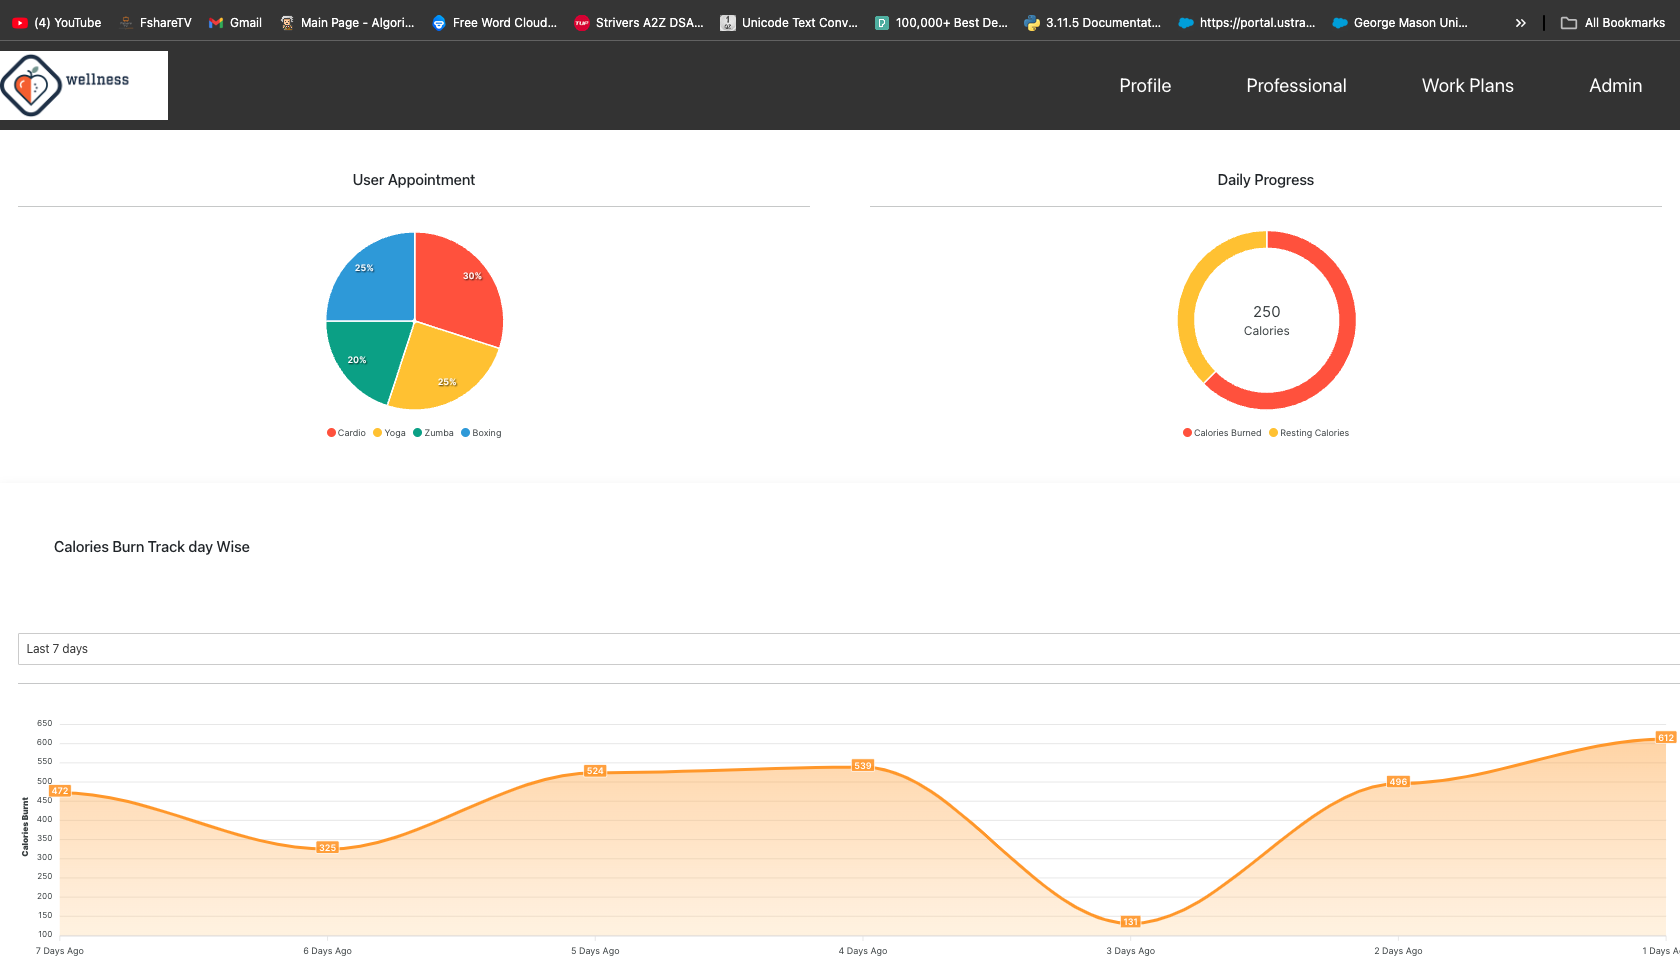 (4) YouTube FshareTV Gmail Main Page - Algori... Free Word Cloud... TUF Strivers A2Z DSA... Unicode Text Conv... 100,000+ Best De... 3.11.5 Documentat... https://portal.ustra... George Mason Uni... » All Bookmarks
wellness
Profile Professional Work Plans Admin
User Appointment
25%
30%
20%
25%
Cardio Yoga Zumba Boxing
Daily Progress
250
Calories
Calories Burned Resting Calories
Calories Burn Track day Wise
Last 7 days
Calories Burnt
650
600
550
500
450
400
350
300
250
200
150
100
472
325
524
539
131
496
612
7 Days Ago 6 Days Ago 5 Days Ago 4 Days Ago 3 Days Ago 2 Days Ago 1 Days A